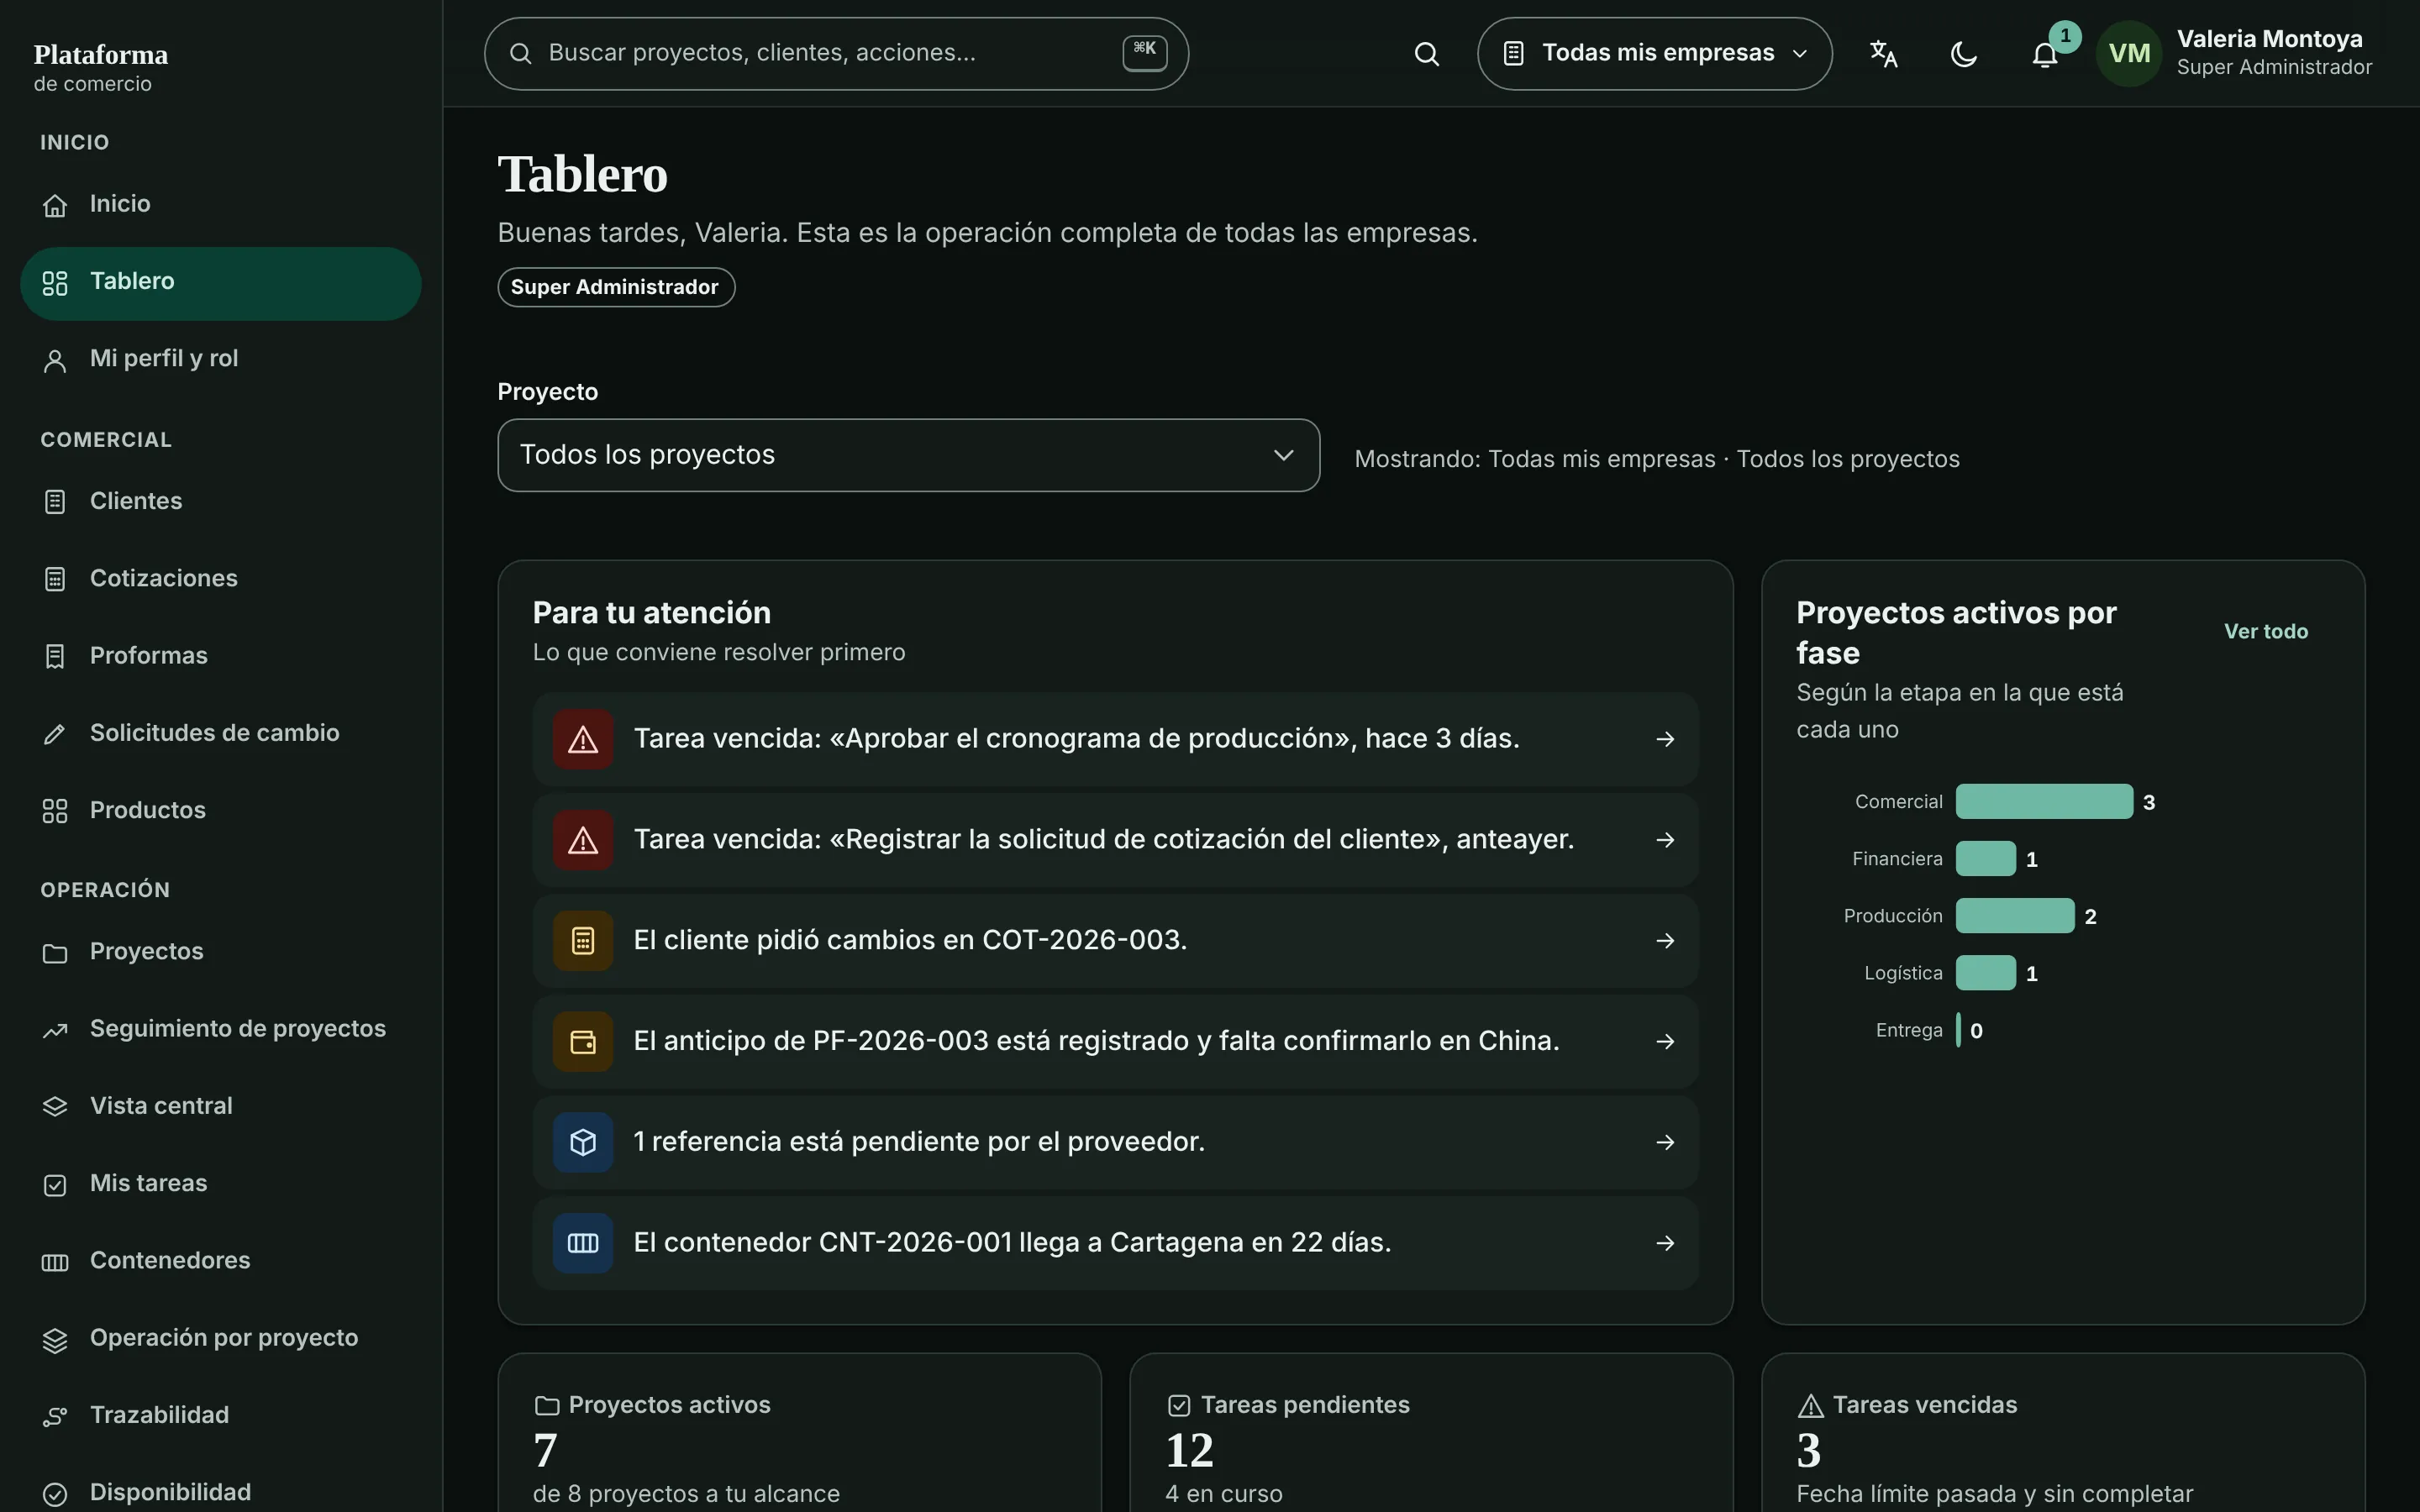 Plataforma
de comercio
INICIO
Inicio
Tablero
Mi perfil y rol
COMERCIAL
Clientes
Cotizaciones
Proformas
Solicitudes de cambio
Productos
OPERACIÓN
Proyectos
Seguimiento de proyectos
Vista central
Mis tareas
Contenedores
Operación por proyecto
Trazabilidad
Disponibilidad
Buscar proyectos, clientes, acciones...
⌘K
Todas mis empresas
1
VM
Valeria Montoya
Super Administrador
Tablero
Buenas tardes, Valeria. Esta es la operación completa de todas las empresas.
Super Administrador
Proyecto
Todos los proyectos
Mostrando: Todas mis empresas · Todos los proyectos
Para tu atención
Lo que conviene resolver primero
Tarea vencida: «Aprobar el cronograma de producción», hace 3 días.
Tarea vencida: «Registrar la solicitud de cotización del cliente», anteayer.
El cliente pidió cambios en COT-2026-003.
El anticipo de PF-2026-003 está registrado y falta confirmarlo en China.
1 referencia está pendiente por el proveedor.
El contenedor CNT-2026-001 llega a Cartagena en 22 días.
Proyectos activos por
fase
Ver todo
Según la etapa en la que está
cada uno
Comercial 3
Financiera 1
Producción 2
Logística 1
Entrega 0
Proyectos activos
7
de 8 proyectos a tu alcance
Tareas pendientes
12
4 en curso
Tareas vencidas
3
Fecha límite pasada y sin completar